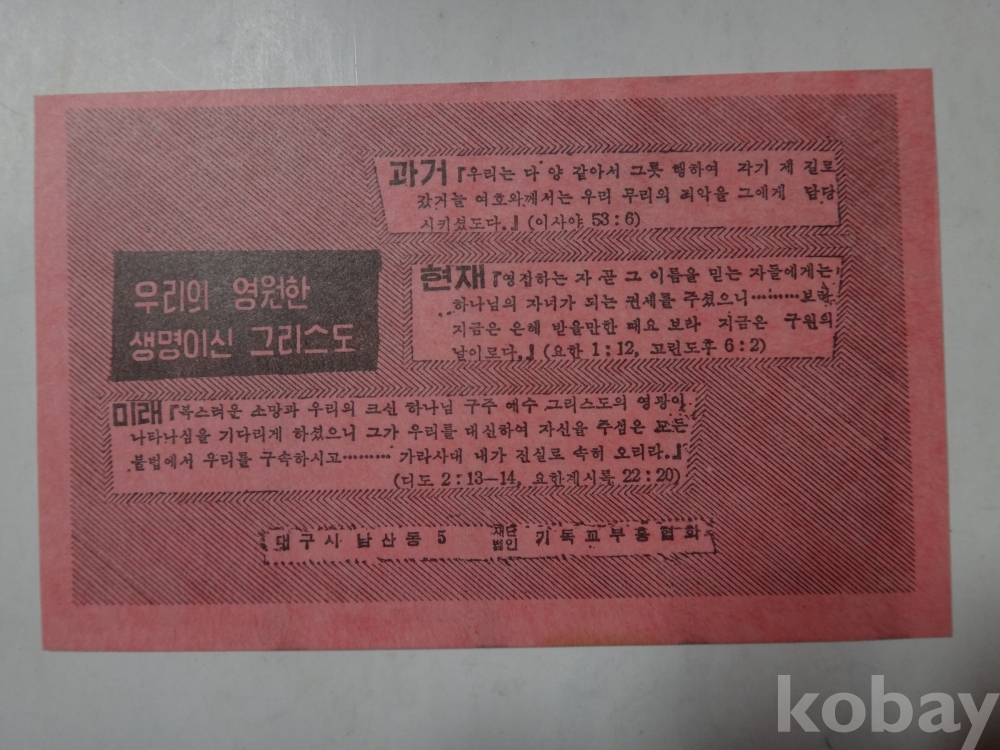 우리의 영원한
생명이신 그리스도
과거 『우리는 다 양 같아서 그릇 행하여 각기 제 길로
갔거늘 여호와께서는 우리 무리의 죄악을 그에게 담당
시키셨도다.』 (이사야 53:6)
현재 『영접하는 자 곧 그 이름을 믿는 자들에게는
하나님의 자녀가 되는 권세를 주셨으니………보라
지금은 은혜 받을만한 때요 보라 지금은 구원의
날이로다.』 (요한 1:12, 고린도후 6:2)
미래 『복스러운 소망과 우리의 크신 하나님 구주 예수 그리스도의 영광이
나타나심을 기다리게 하셨으니 그가 우리를 대신하여 자신을 주심은 모든
불법에서 우리를 구속하시고……… 가라사대 내가 진실로 속히 오리라.』
(디도 2:13—14, 요한계시록 22:20)
대구시 남산동 5 재단법인 기독교부흥협회
kobay